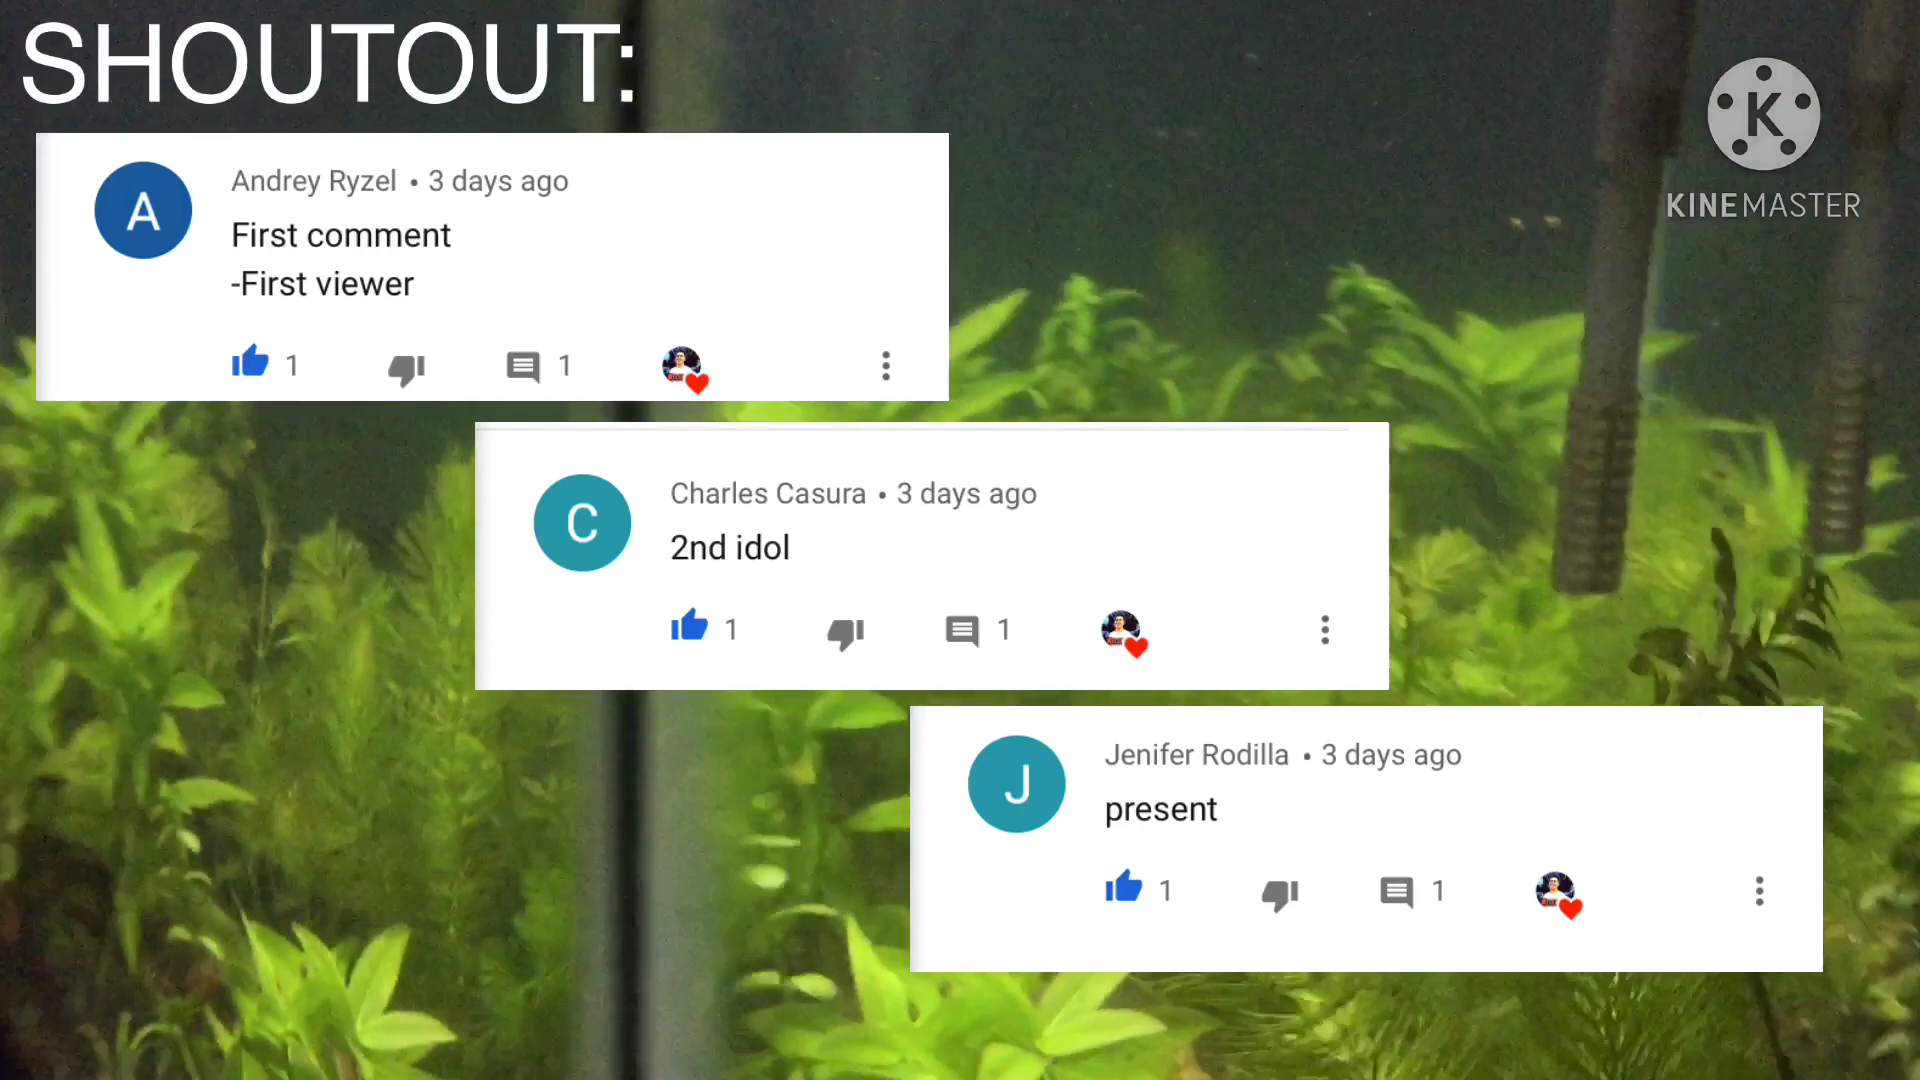 SHOUTOUT:
K
KINEMASTER
A
Andrey Ryzel • 3 days ago
First comment
-First viewer
1
1
C
Charles Casura • 3 days ago
2nd idol
1
1
J
Jenifer Rodilla • 3 days ago
present
1
1